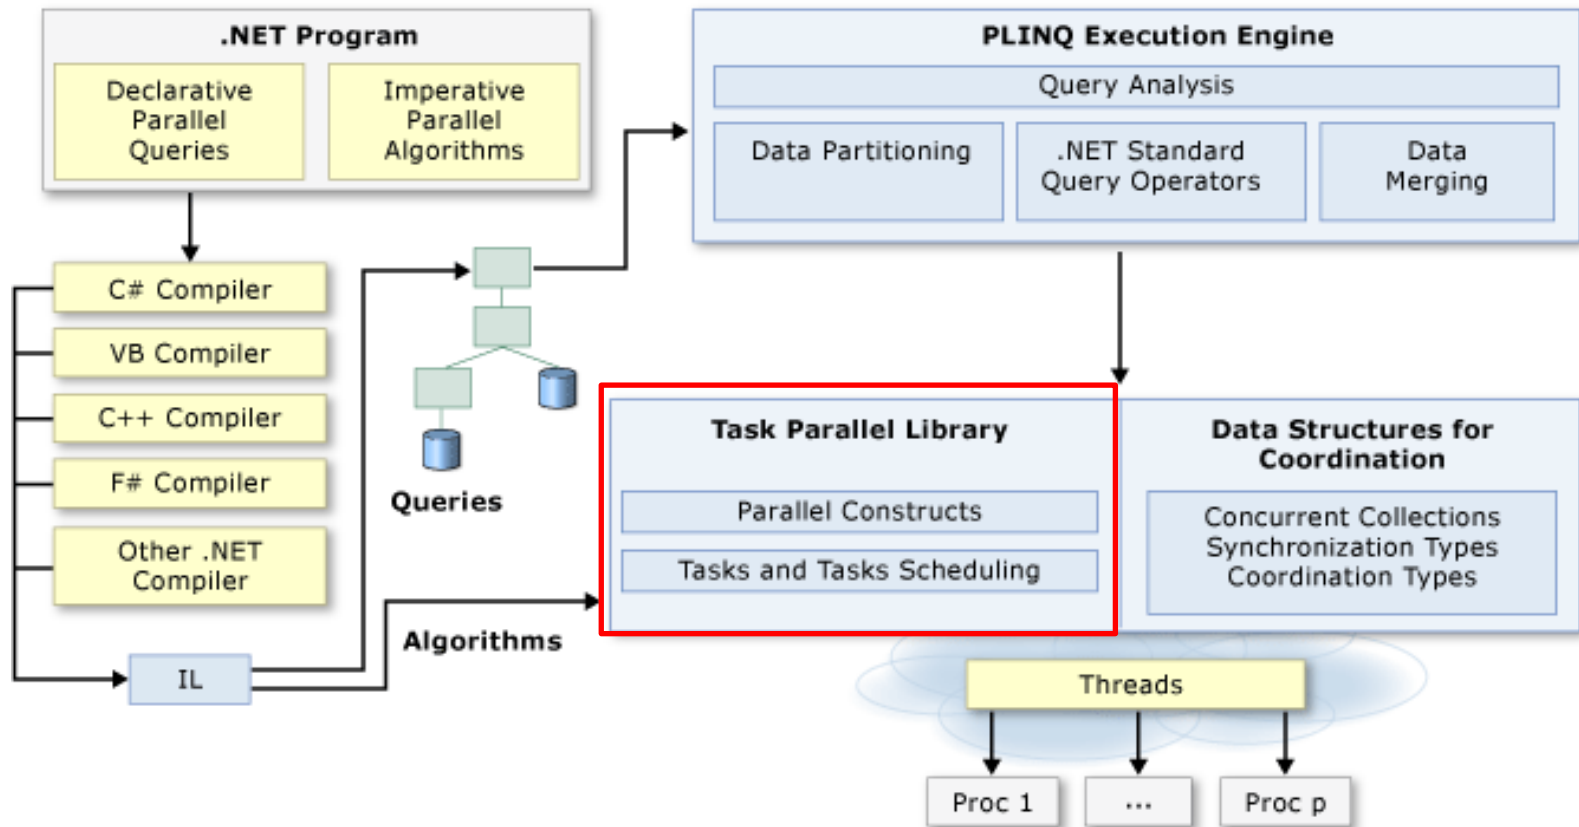 .NET Program
Declarative
Parallel
Queries
Imperative
Parallel
Algorithms
C# Compiler
VB Compiler
C++ Compiler
F# Compiler
Other .NET
Compiler
IL
Queries
Algorithms
PLINQ Execution Engine
Query Analysis
Data Partitioning
.NET Standard
Query Operators
Data
Merging
Task Parallel Library
Parallel Constructs
Tasks and Tasks Scheduling
Data Structures for
Coordination
Concurrent Collections
Synchronization Types
Coordination Types
Threads
Proc 1
...
Proc p